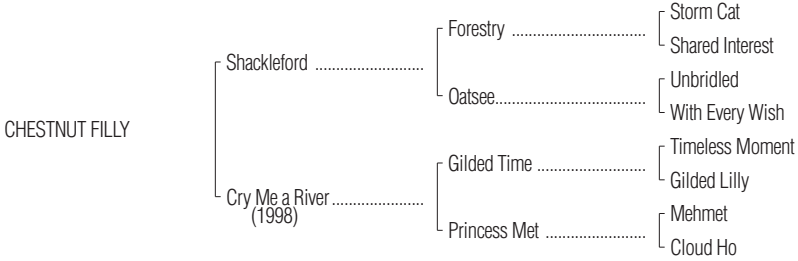 Storm Cat
Forestry ..............................
Shared Interest
Shackleford ........................
Unbridled
Oatsee..................................
With Every Wish
CHESTNUT FILLY
Timeless Moment
Gilded Time ........................
Gilded Lilly
Cry Me a River....................
(1998)
Mehmet
Princess Met ......................
Cloud Ho